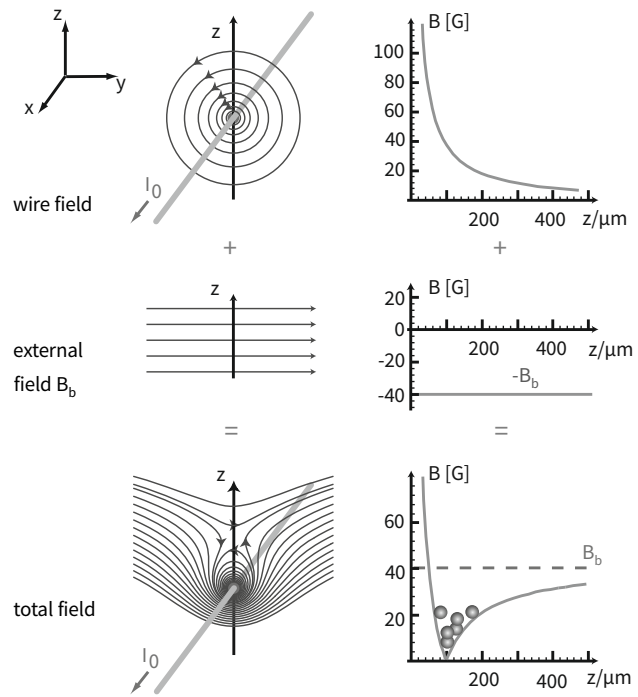 z
y
x
z
I₀
wire field
B [G]
100
80
60
40
20
200
400
z/μm
+
+
z
external
field Bb
B [G]
20
0
-20
-40
200
400
z/μm
-Bb
=
=
z
I₀
total field
B [G]
60
40
20
Bb
200
400
z/μm